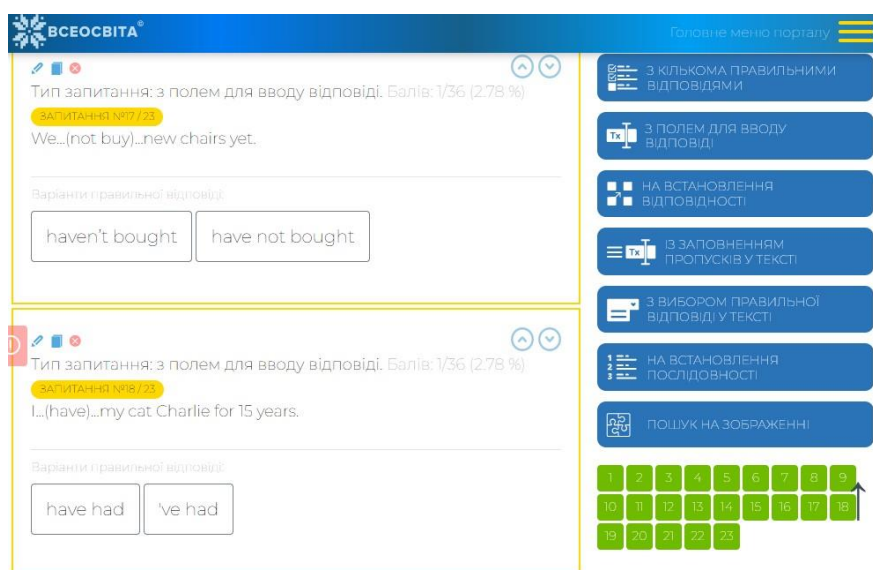 ВСЕОСВІТА®
Головне меню порталу
Тип запитання: з полем для вводу відповіді. Балів: 1/36 (2.78 %)
ЗАПИТАННЯ №17 / 23
We...(not buy)...new chairs yet.
Варіанти правильної відповіді:
haven't bought
have not bought
Тип запитання: з полем для вводу відповіді. Балів: 1/36 (2.78 %)
ЗАПИТАННЯ №18 / 23
I...(have)...my cat Charlie for 15 years.
Варіанти правильної відповіді:
have had
've had
З КІЛЬКОМА ПРАВИЛЬНИМИ
ВІДПОВІДЯМИ
Tx
З ПОЛЕМ ДЛЯ ВВОДУ
ВІДПОВІДІ
НА ВСТАНОВЛЕННЯ
ВІДПОВІДНОСТІ
Tx
ІЗ ЗАПОВНЕННЯМ
ПРОПУСКІВ У ТЕКСТІ
З ВИБОРОМ ПРАВИЛЬНОЇ
ВІДПОВІДІ У ТЕКСТІ
1
2
3
НА ВСТАНОВЛЕННЯ
ПОСЛІДОВНОСТІ
ПОШУК НА ЗОБРАЖЕННІ
1 2 3 4 5 6 7 8 9
10 11 12 13 14 15 16 17 18
19 20 21 22 23